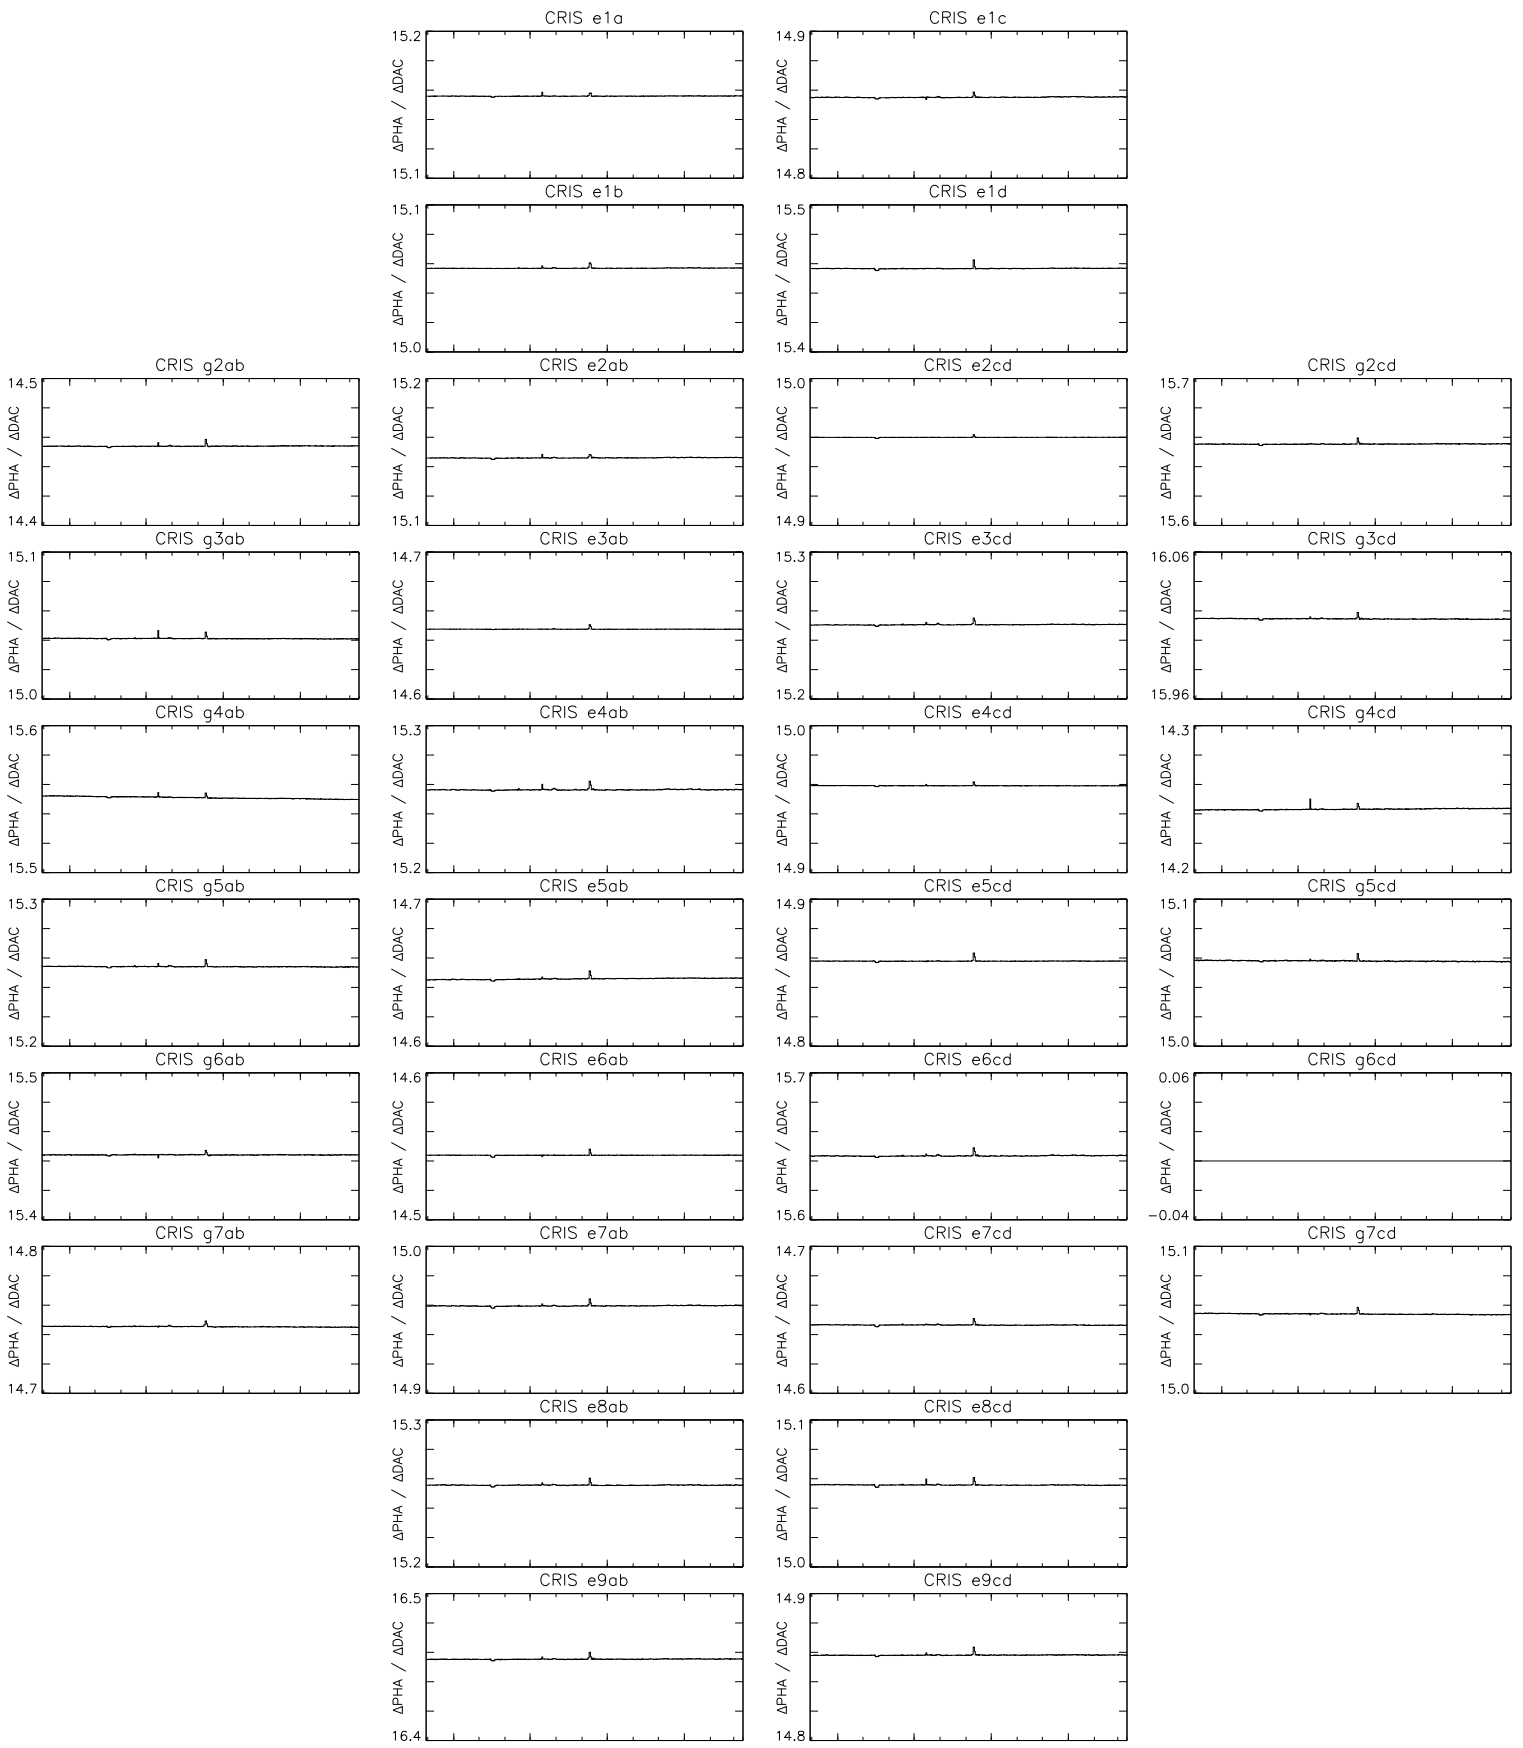 CRIS e1a
15.2
ΔPHA / ΔDAC
15.1
CRIS e1c
14.9
ΔPHA / ΔDAC
14.8
CRIS e1b
15.1
ΔPHA / ΔDAC
15.0
CRIS e1d
15.5
ΔPHA / ΔDAC
15.4
CRIS g2ab
14.5
ΔPHA / ΔDAC
14.4
CRIS e2ab
15.2
ΔPHA / ΔDAC
15.1
CRIS e2cd
15.0
ΔPHA / ΔDAC
14.9
CRIS g2cd
15.7
ΔPHA / ΔDAC
15.6
CRIS g3ab
15.1
ΔPHA / ΔDAC
15.0
CRIS e3ab
14.7
ΔPHA / ΔDAC
14.6
CRIS e3cd
15.3
ΔPHA / ΔDAC
15.2
CRIS g3cd
16.06
ΔPHA / ΔDAC
15.96
CRIS g4ab
15.6
ΔPHA / ΔDAC
15.5
CRIS e4ab
15.3
ΔPHA / ΔDAC
15.2
CRIS e4cd
15.0
ΔPHA / ΔDAC
14.9
CRIS g4cd
14.3
ΔPHA / ΔDAC
14.2
CRIS g5ab
15.3
ΔPHA / ΔDAC
15.2
CRIS e5ab
14.7
ΔPHA / ΔDAC
14.6
CRIS e5cd
14.9
ΔPHA / ΔDAC
14.8
CRIS g5cd
15.1
ΔPHA / ΔDAC
15.0
CRIS g6ab
15.5
ΔPHA / ΔDAC
15.4
CRIS e6ab
14.6
ΔPHA / ΔDAC
14.5
CRIS e6cd
15.7
ΔPHA / ΔDAC
15.6
CRIS g6cd
0.06
ΔPHA / ΔDAC
−0.04
CRIS g7ab
14.8
ΔPHA / ΔDAC
14.7
CRIS e7ab
15.0
ΔPHA / ΔDAC
14.9
CRIS e7cd
14.7
ΔPHA / ΔDAC
14.6
CRIS g7cd
15.1
ΔPHA / ΔDAC
15.0
CRIS e8ab
15.3
ΔPHA / ΔDAC
15.2
CRIS e8cd
15.1
ΔPHA / ΔDAC
15.0
CRIS e9ab
16.5
ΔPHA / ΔDAC
16.4
CRIS e9cd
14.9
ΔPHA / ΔDAC
14.8